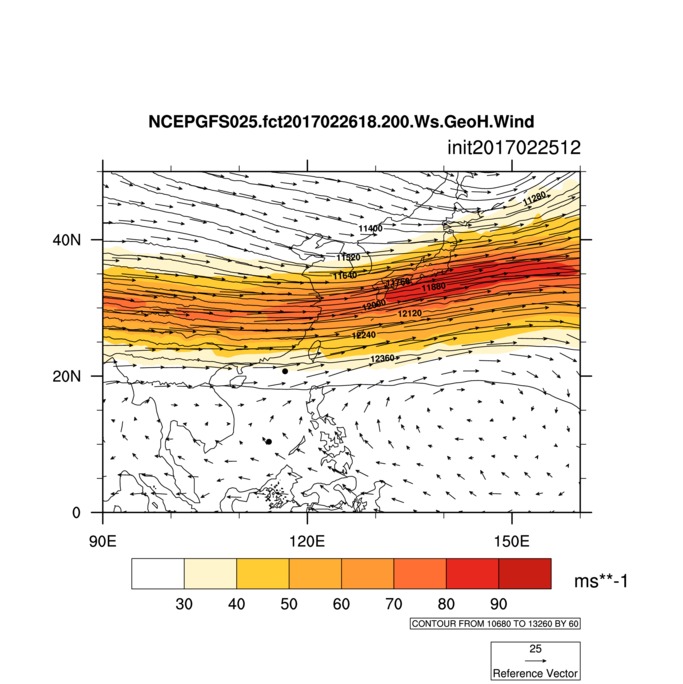 NCEPGFS025.fct2017022618.200.Ws.GeoH.Wind
init2017022512
11280
11400
40N
11520
11640
11760
11880
12000
12120
12240
12360
20N
0
90E 120E 150E
ms**-1
30 40 50 60 70 80 90
CONTOUR FROM 10680 TO 13260 BY 60
25
Reference Vector